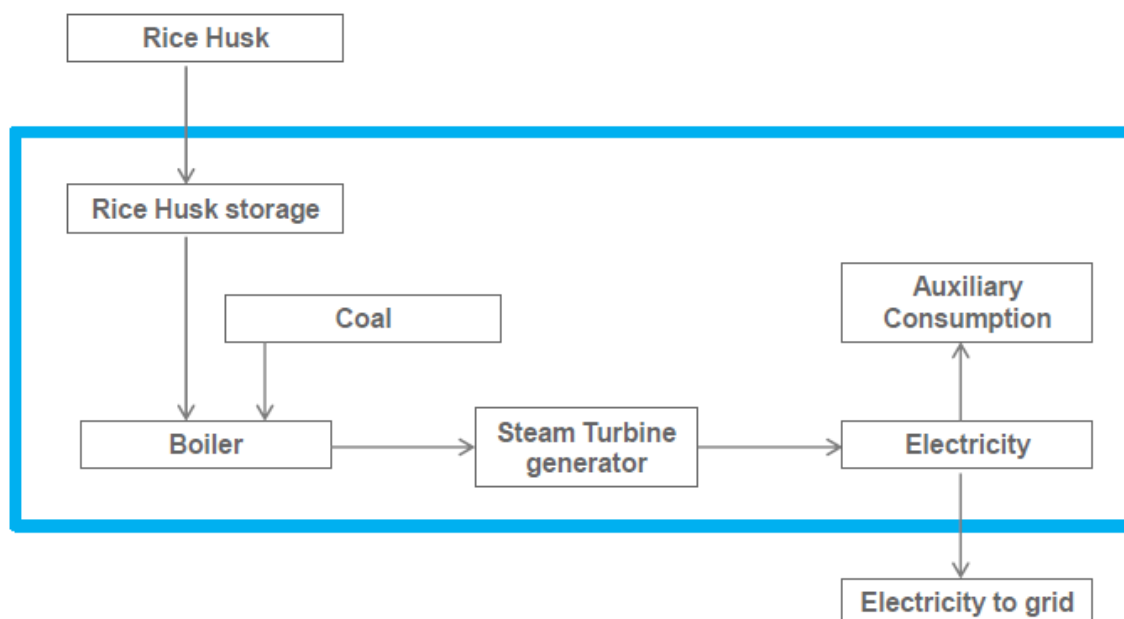 Rice Husk
Rice Husk storage
Coal
Auxiliary
Consumption
Boiler
Steam Turbine
generator
Electricity
Electricity to grid